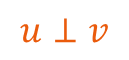 𝑢 ⊥ 𝑣